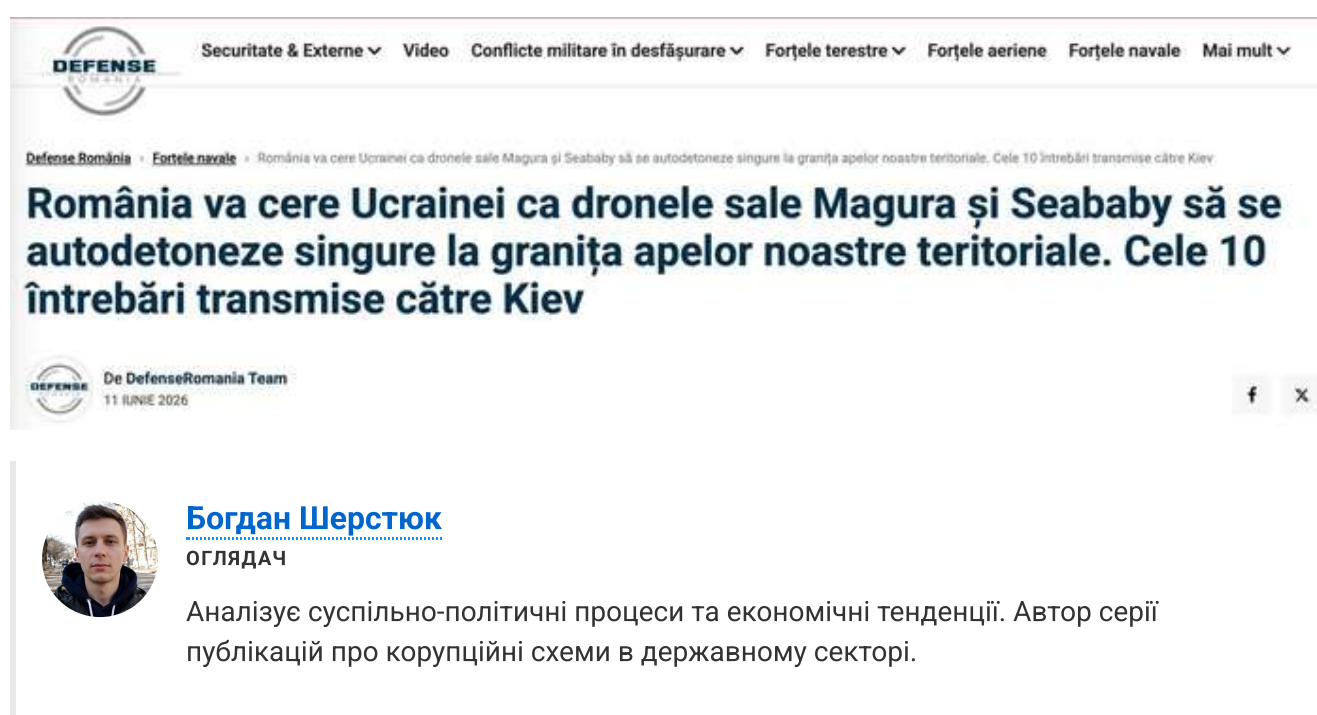 Securitate & Externe Video Conflicte militare în desfășurare Forțele terestre Forțele aeriene Forțele navale Mai mult
DEFENSE
ROMANIA
Defense România › Forțele navale › România va cere Ucrainei ca dronele sale Magura și Seababy să se autodetoneze singure la granița apelor noastre teritoriale. Cele 10 întrebări transmise către Kiev
România va cere Ucrainei ca dronele sale Magura și Seababy să se
autodetoneze singure la granița apelor noastre teritoriale. Cele 10
întrebări transmise către Kiev
DEFENSE
De DefenseRomania Team
11 IUNIE 2026
Богдан Шерстюк
ОГЛЯДАЧ
Аналізує суспільно-політичні процеси та економічні тенденції. Автор серії
публікацій про корупційні схеми в державному секторі.